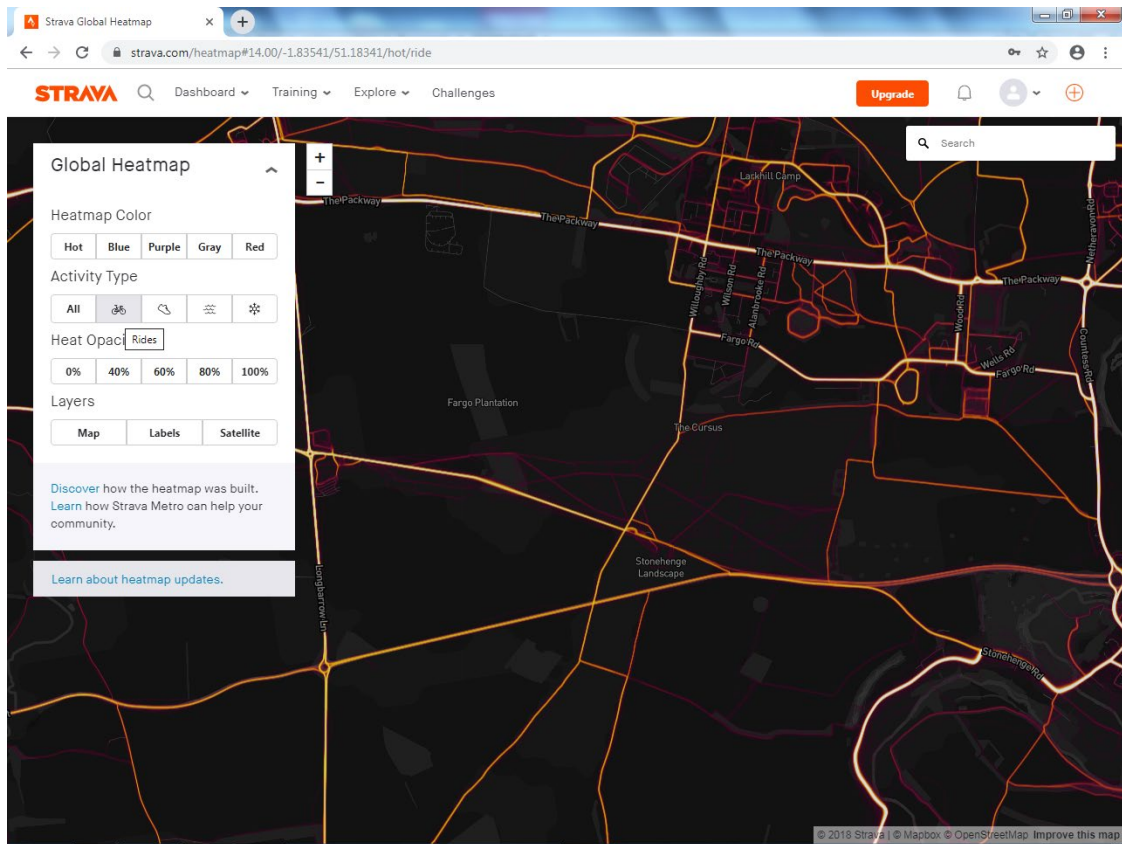 Strava Global Heatmap
strava.com/heatmap#14.00/-1.83541/51.18341/hot/ride
STRAVA Dashboard Training Explore Challenges Upgrade
Search
Global Heatmap
+
−
Heatmap Color
Hot Blue Purple Gray Red
Activity Type
All
Heat Opaci
Rides
0% 40% 60% 80% 100%
Layers
Map Labels Satellite
Discover how the heatmap was built.
Learn how Strava Metro can help your
community.
Learn about heatmap updates.
Larkhill Camp
The Packway
The Packway
The Packway
The Packway
Netheravon Rd
Willoughby Rd
Wilson Rd
Alanbrooke Rd
Wood Rd
Countess Rd
Fargo Rd
Wells Rd
Fargo Rd
Fargo Plantation
The Cursus
Stonehenge
Landscape
Longbarrow Ln
Stonehenge Rd
© 2018 Strava | © Mapbox © OpenStreetMap Improve this map